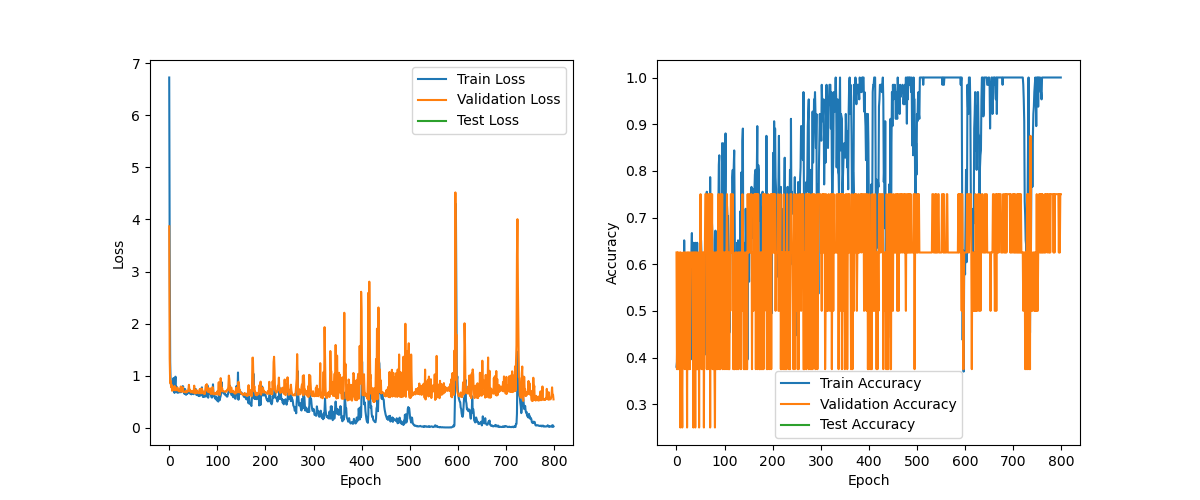 7
6
5
4
3
2
1
0
Loss
Train Loss
Validation Loss
Test Loss
0 100 200 300 400 500 600 700 800
Epoch
1.0
0.9
0.8
0.7
0.6
0.5
0.4
0.3
Accuracy
Train Accuracy
Validation Accuracy
Test Accuracy
0 100 200 300 400 500 600 700 800
Epoch